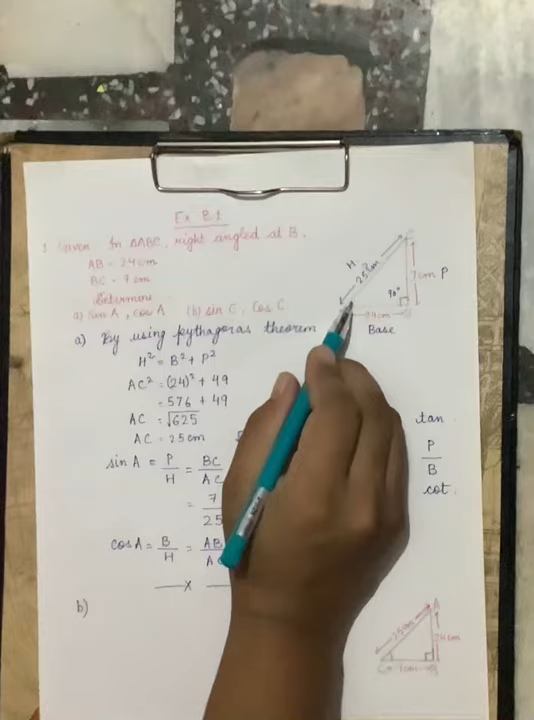 Ex 8.1
1. Given In △ABC, right angled at B.
AB = 24 cm
BC = 7 cm
Determine
a) sin A, cos A (b) sin C, Cos C
H
25cm
7cm P
90°
24cm
Base
a) By using pythagoras theorem
H² = B² + P²
AC² = (24)² + 49
= 576 + 49
AC = √625
AC = 25 cm
tan
sin A = P/H = BC/AC
= 7/25
P/B
cot
cos A = B/H = AB/
— x —
b)
A
25cm
24cm
C 7cm B